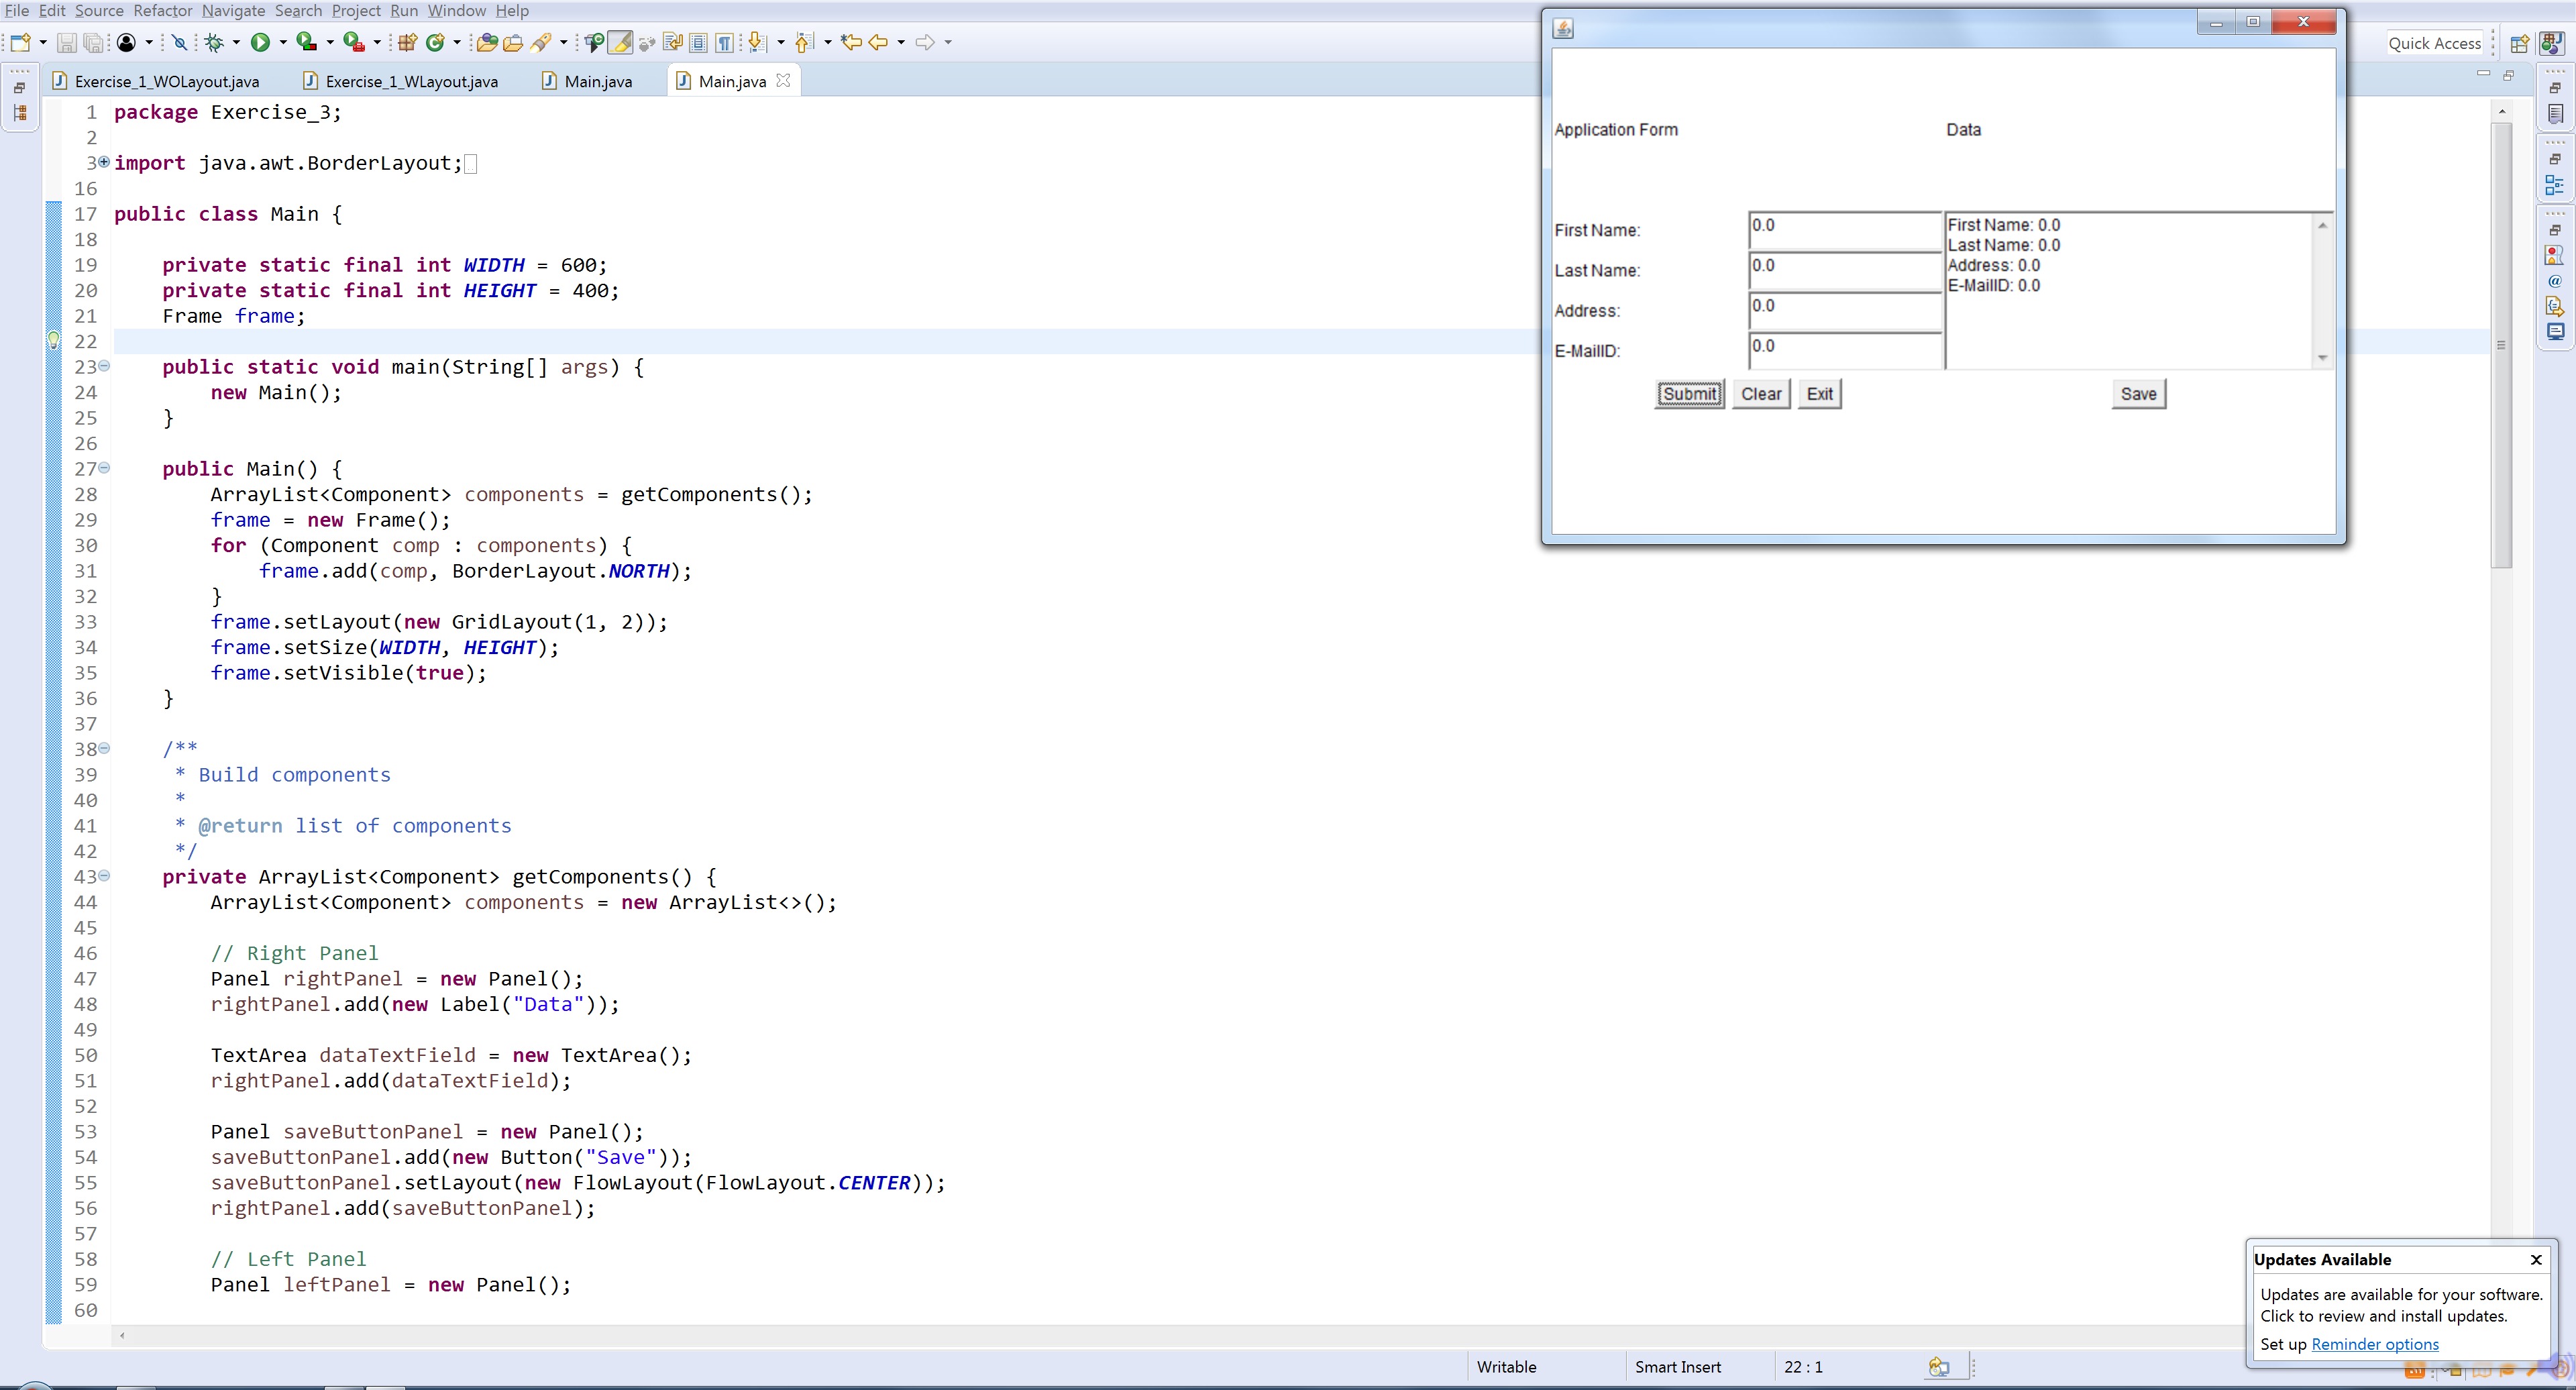 File Edit Source Refactor Navigate Search Project Run Window Help
Quick Access
Exercise_1_WOLayout.java Exercise_1_WLayout.java Main.java Main.java
1 package Exercise_3;
2
3 import java.awt.BorderLayout;
16
17 public class Main {
18
19 private static final int WIDTH = 600;
20 private static final int HEIGHT = 400;
21 Frame frame;
22
23 public static void main(String[] args) {
24 new Main();
25 }
26
27 public Main() {
28 ArrayList<Component> components = getComponents();
29 frame = new Frame();
30 for (Component comp : components) {
31 frame.add(comp, BorderLayout.NORTH);
32 }
33 frame.setLayout(new GridLayout(1, 2));
34 frame.setSize(WIDTH, HEIGHT);
35 frame.setVisible(true);
36 }
37
38 /**
39 * Build components
40 *
41 * @return list of components
42 */
43 private ArrayList<Component> getComponents() {
44 ArrayList<Component> components = new ArrayList<>();
45
46 // Right Panel
47 Panel rightPanel = new Panel();
48 rightPanel.add(new Label("Data"));
49
50 TextArea dataTextField = new TextArea();
51 rightPanel.add(dataTextField);
52
53 Panel saveButtonPanel = new Panel();
54 saveButtonPanel.add(new Button("Save"));
55 saveButtonPanel.setLayout(new FlowLayout(FlowLayout.CENTER));
56 rightPanel.add(saveButtonPanel);
57
58 // Left Panel
59 Panel leftPanel = new Panel();
60
Application Form Data
First Name: 0.0
Last Name: 0.0
Address: 0.0
E-MailID: 0.0
First Name: 0.0
Last Name: 0.0
Address: 0.0
E-MailID: 0.0
Submit Clear Exit Save
Updates Available
Updates are available for your software.
Click to review and install updates.
Set up Reminder options
Writable Smart Insert 22 : 1